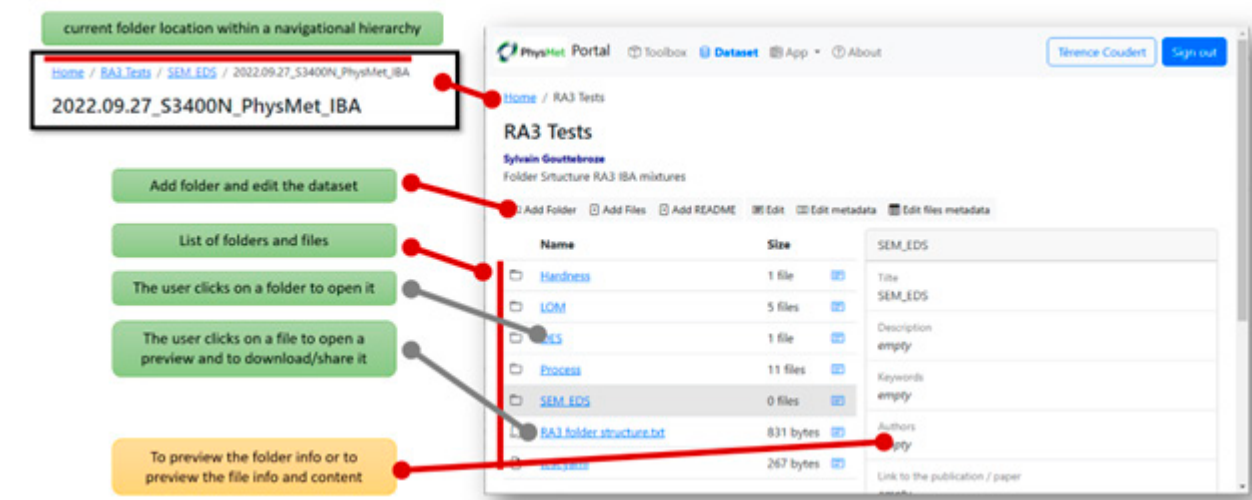 current folder location within a navigational hierarchy
Home / RA3 Tests / SEM_EDS / 2022.09.27_S3400N_PhysMet_IBA
2022.09.27_S3400N_PhysMet_IBA
Add folder and edit the dataset
List of folders and files
The user clicks on a folder to open it
The user clicks on a file to open a
preview and to download/share it
To preview the folder info or to
preview the file info and content
PhysMet Portal Toolbox Dataset App About Térence Coudert Sign out
Home / RA3 Tests
RA3 Tests
Sylvain Gouttebroze
Folder Srtucture RA3 IBA mixtures
Add Folder Add Files Add README Edit Edit metadata Edit files metadata
Name Size SEM_EDS
Hardness 1 file
LOM 5 files
1 file
Process 11 files
SEM_EDS 0 files
RA3 folder structure.txt 831 bytes
267 bytes
Title
SEM_EDS
Description
empty
Keywords
empty
Authors
Link to the publication / paper